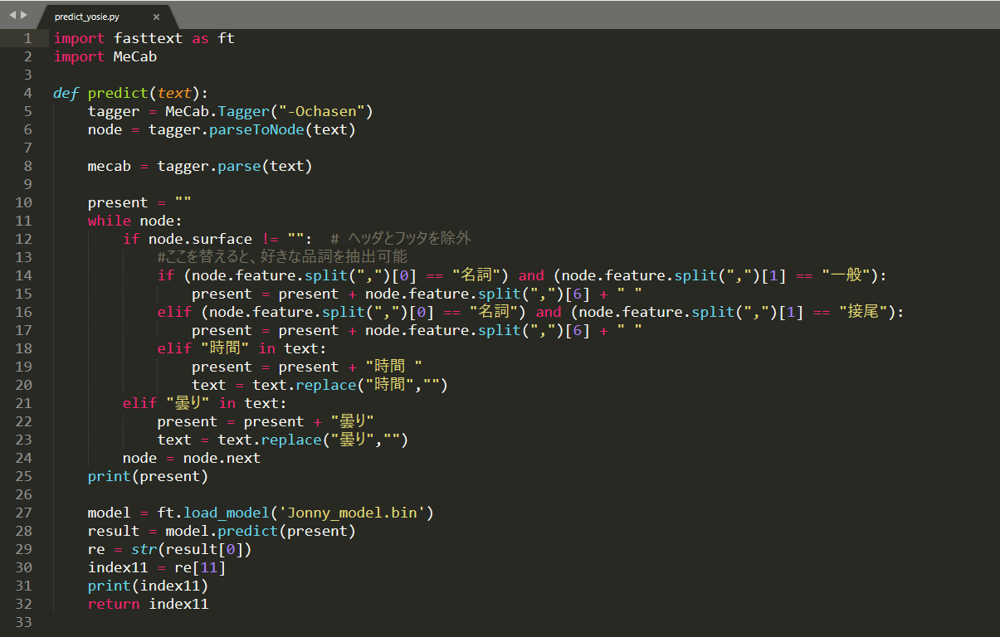 predict_yosie.py
1 import fasttext as ft
2 import MeCab
3
4 def predict(text):
5     tagger = MeCab.Tagger("-Ochasen")
6     node = tagger.parseToNode(text)
7
8     mecab = tagger.parse(text)
9
10     present = ""
11     while node:
12         if node.surface != "":  # ヘッダとフッタを除外
13             #ここを替えると、好きな品詞を抽出可能
14             if (node.feature.split(",")[0] == "名詞") and (node.feature.split(",")[1] == "一般"):
15                 present = present + node.feature.split(",")[6] + " "
16             elif (node.feature.split(",")[0] == "名詞") and (node.feature.split(",")[1] == "接尾"):
17                 present = present + node.feature.split(",")[6] + " "
18             elif "時間" in text:
19                 present = present + "時間 "
20                 text = text.replace("時間","")
21         elif "曇り" in text:
22             present = present + "曇り"
23             text = text.replace("曇り","")
24         node = node.next
25     print(present)
26
27     model = ft.load_model('Jonny_model.bin')
28     result = model.predict(present)
29     re = str(result[0])
30     index11 = re[11]
31     print(index11)
32     return index11
33